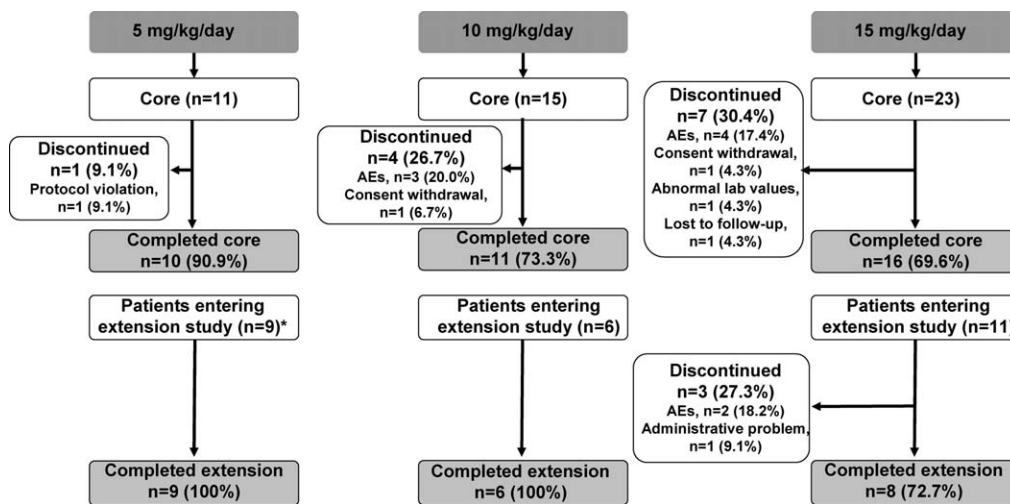 5 mg/kg/day
Core (n=11)
Discontinued
n=1 (9.1%)
Protocol violation,
n=1 (9.1%)
Completed core
n=10 (90.9%)
Patients entering
extension study (n=9)*
Completed extension
n=9 (100%)
10 mg/kg/day
Core (n=15)
Discontinued
n=4 (26.7%)
AEs, n=3 (20.0%)
Consent withdrawal,
n=1 (6.7%)
Completed core
n=11 (73.3%)
Patients entering
extension study (n=6)
Completed extension
n=6 (100%)
15 mg/kg/day
Core (n=23)
Discontinued
n=7 (30.4%)
AEs, n=4 (17.4%)
Consent withdrawal,
n=1 (4.3%)
Abnormal lab values,
n=1 (4.3%)
Lost to follow-up,
n=1 (4.3%)
Completed core
n=16 (69.6%)
Patients entering
extension study (n=11)
Discontinued
n=3 (27.3%)
AEs, n=2 (18.2%)
Administrative problem,
n=1 (9.1%)
Completed extension
n=8 (72.7%)